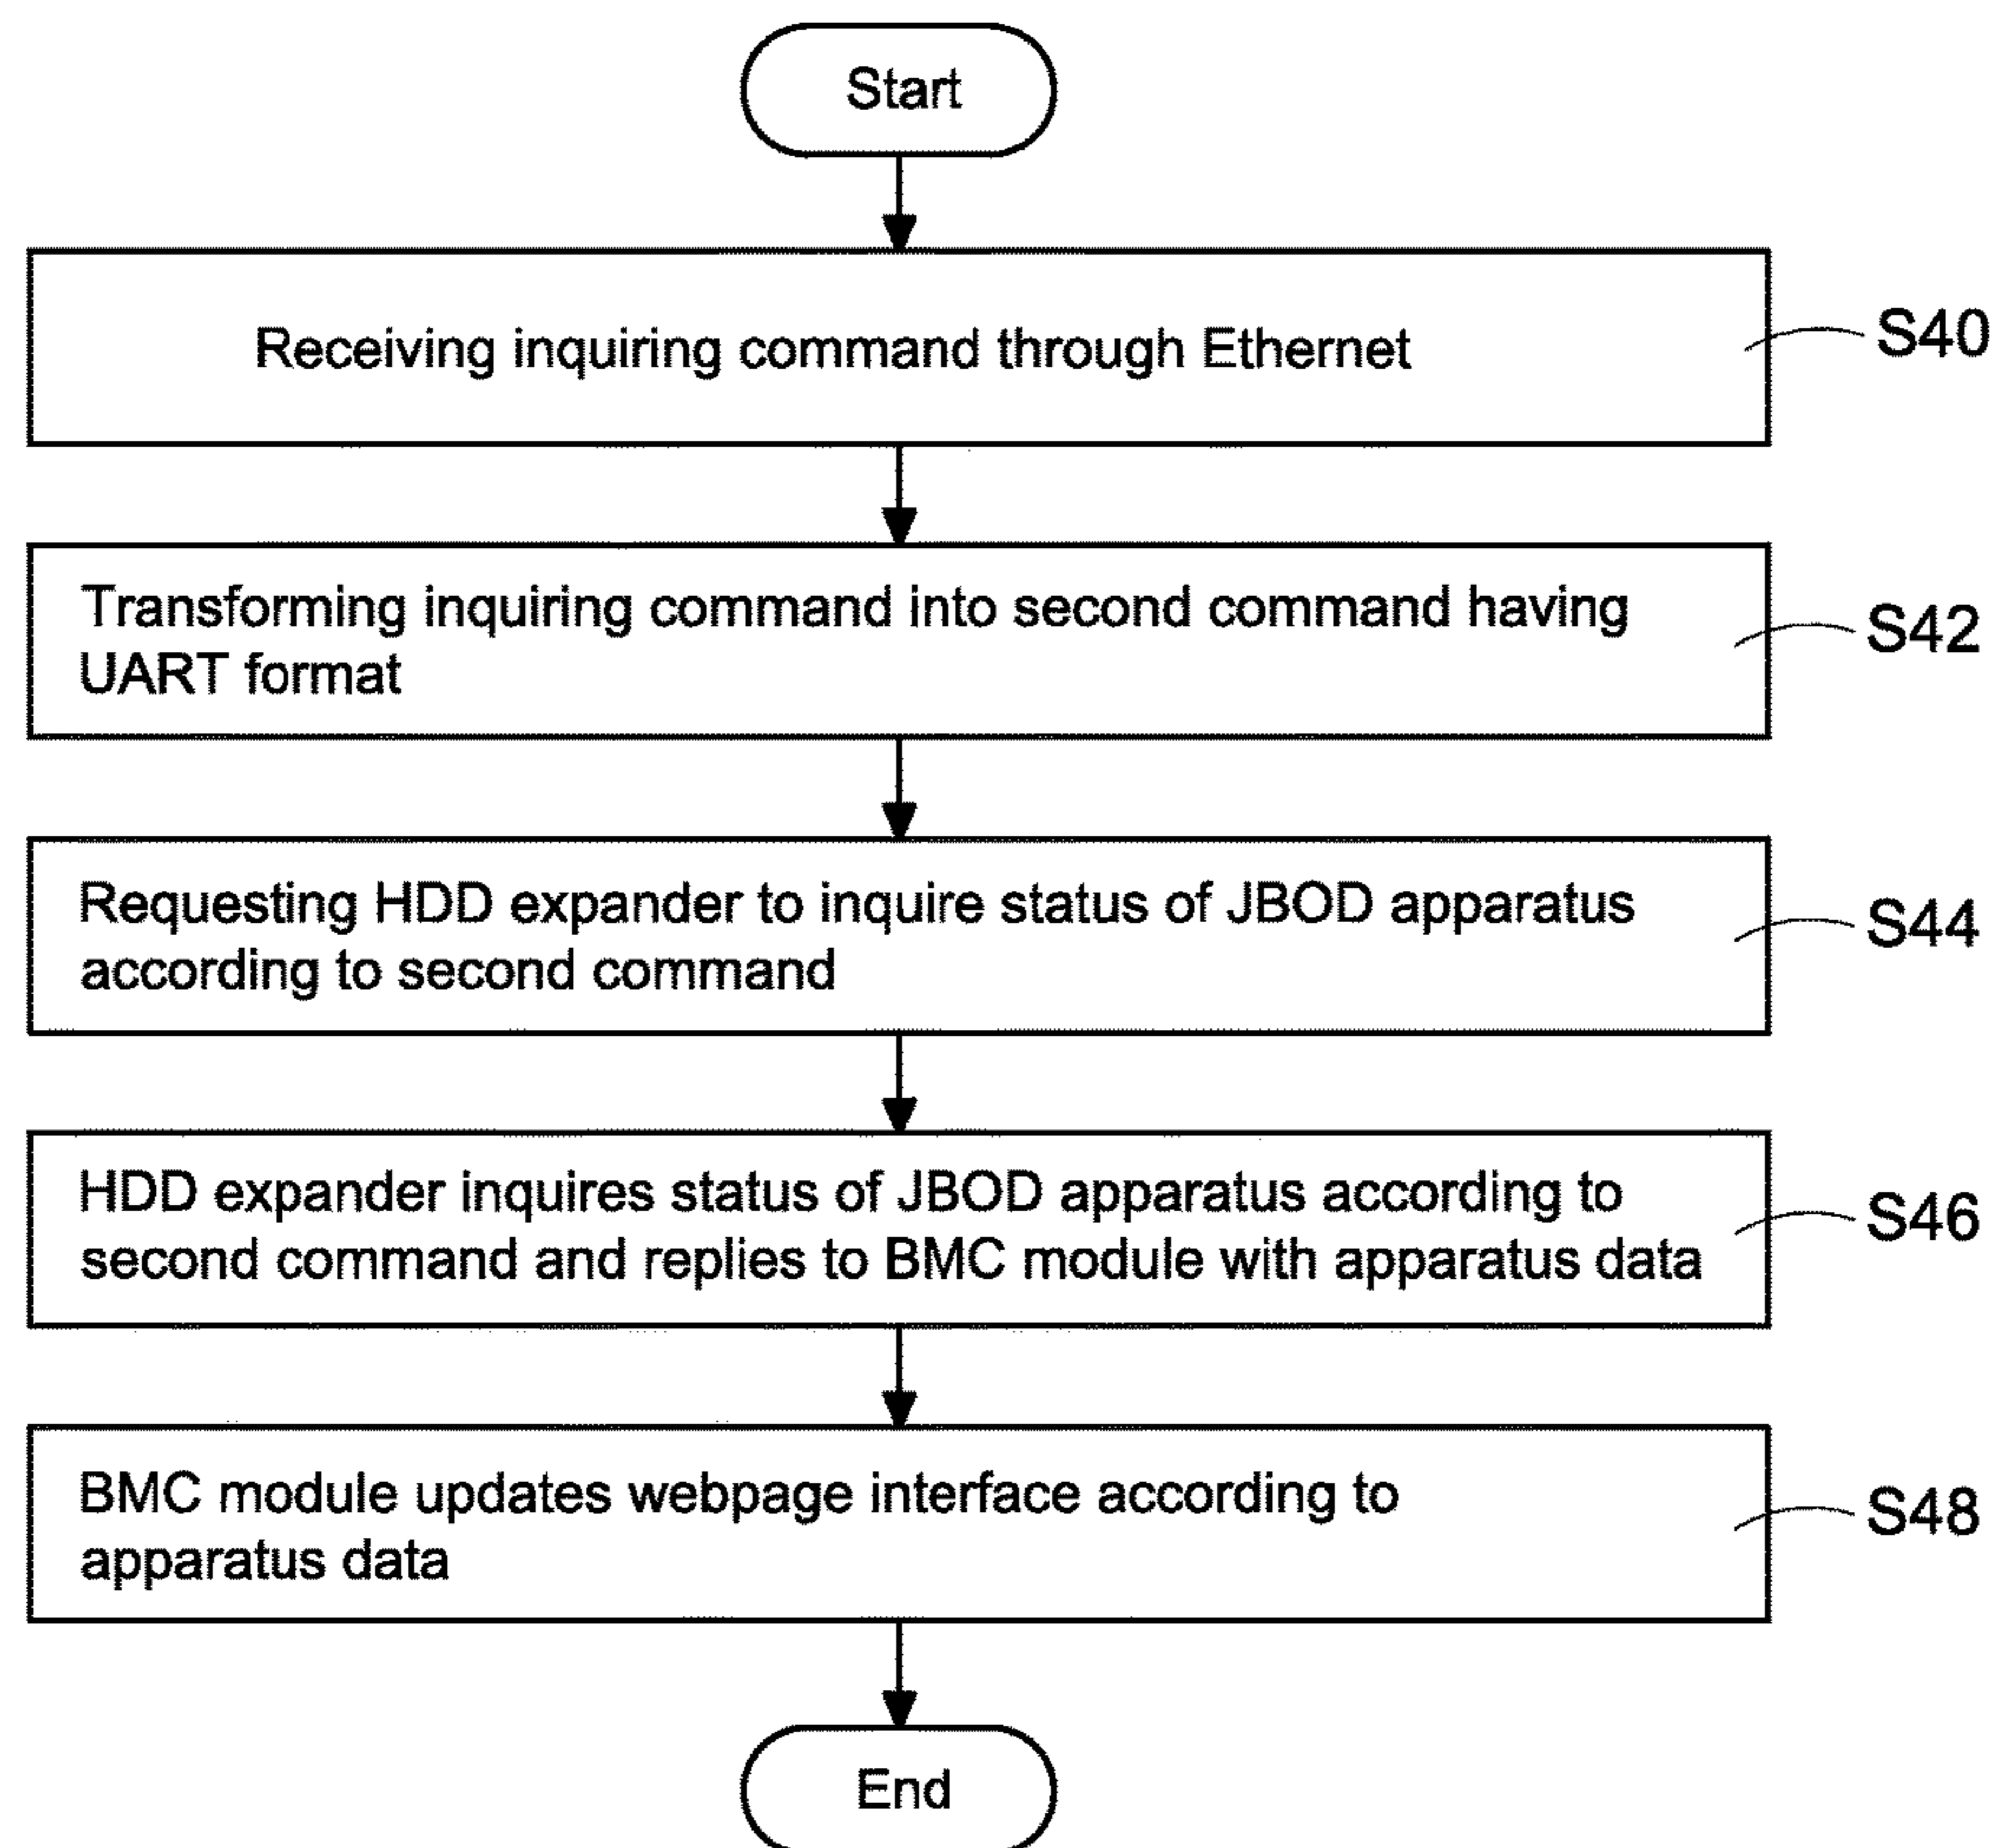 Start
Receiving inquiring command through Ethernet
S40
Transforming inquiring command into second command having
UART format
S42
Requesting HDD expander to inquire status of JBOD apparatus
according to second command
S44
HDD expander inquires status of JBOD apparatus according to
second command and replies to BMC module with apparatus data
S46
BMC module updates webpage interface according to
apparatus data
S48
End